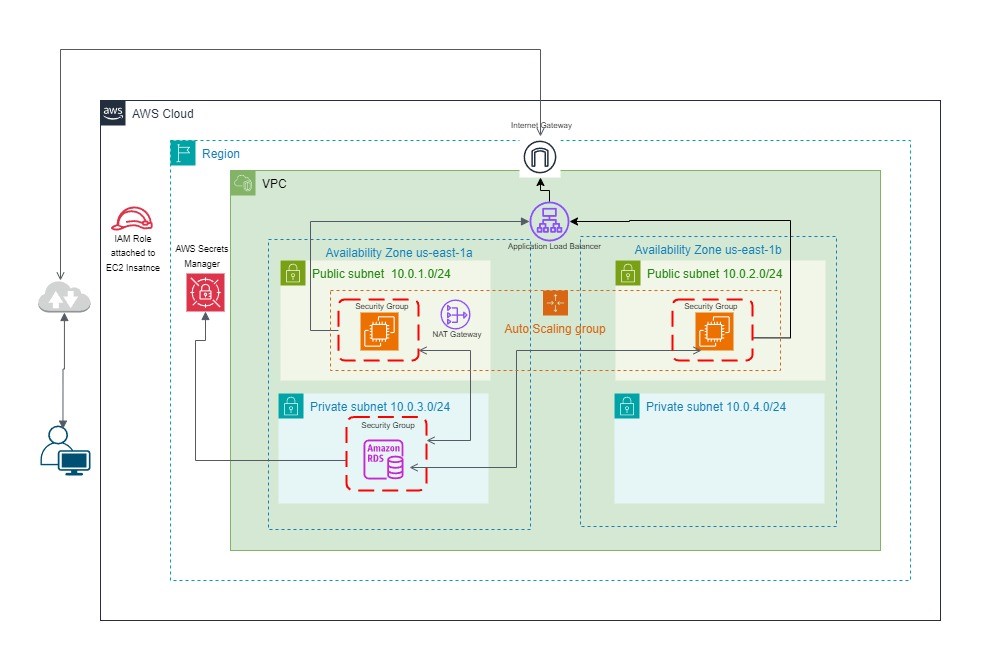 aws
AWS Cloud
Internet Gateway
Region
VPC
IAM Role
attached to
EC2 Insatnce
AWS Secrets
Manager
Application Load Balancer
Availability Zone us-east-1a
Availability Zone us-east-1b
Public subnet 10.0.1.0/24
Public subnet 10.0.2.0/24
Security Group
Security Group
NAT Gateway
Auto Scaling group
Private subnet 10.0.3.0/24
Private subnet 10.0.4.0/24
Security Group
Amazon
RDS